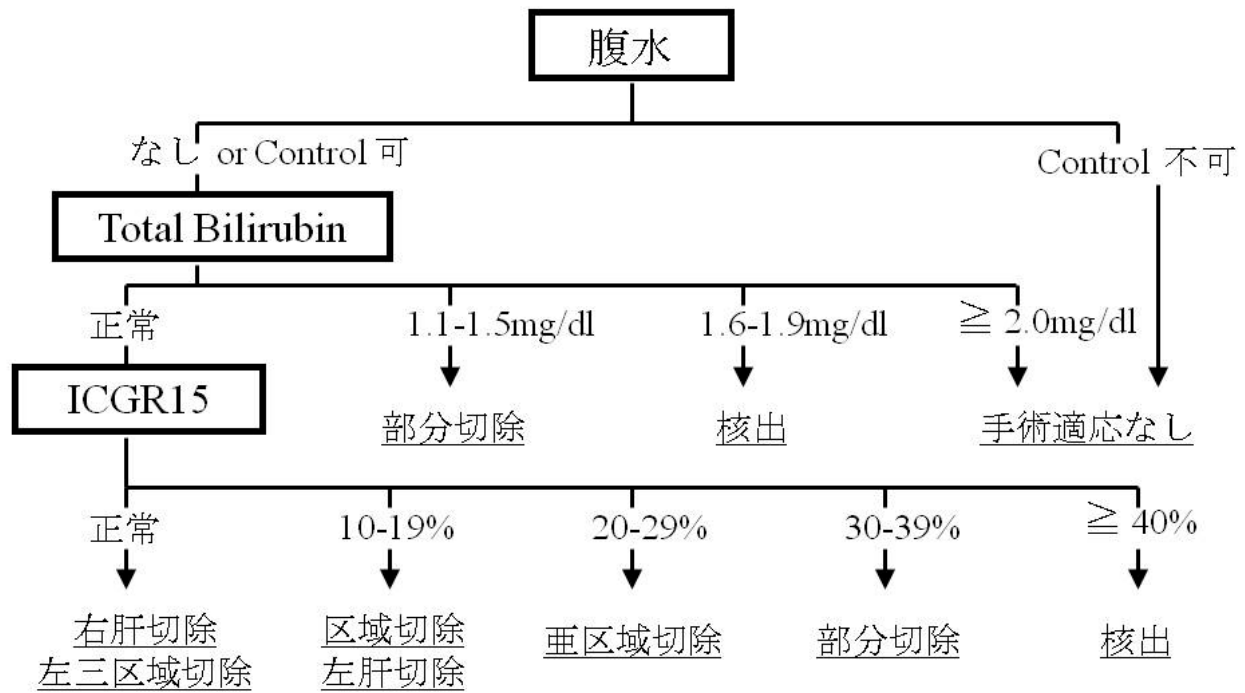 腹水
なし or Control 可
Control 不可
Total Bilirubin
正常
1.1-1.5mg/dl
1.6-1.9mg/dl
≧ 2.0mg/dl
ICGR15
部分切除
核出
手術適応なし
正常
10-19%
20-29%
30-39%
≧ 40%
右肝切除
左三区域切除
区域切除
左肝切除
亜区域切除
部分切除
核出